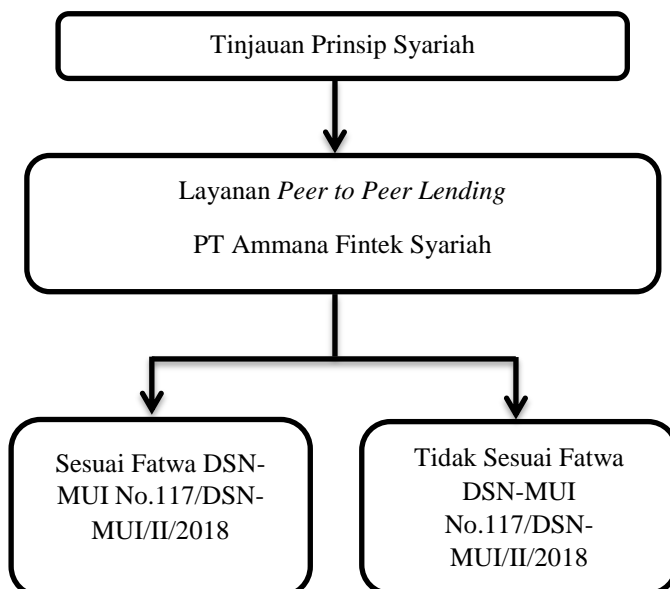 Tinjauan Prinsip Syariah
Layanan Peer to Peer Lending
PT Ammana Fintek Syariah
Sesuai Fatwa DSN-
MUI No.117/DSN-
MUI/II/2018
Tidak Sesuai Fatwa
DSN-MUI
No.117/DSN-
MUI/II/2018